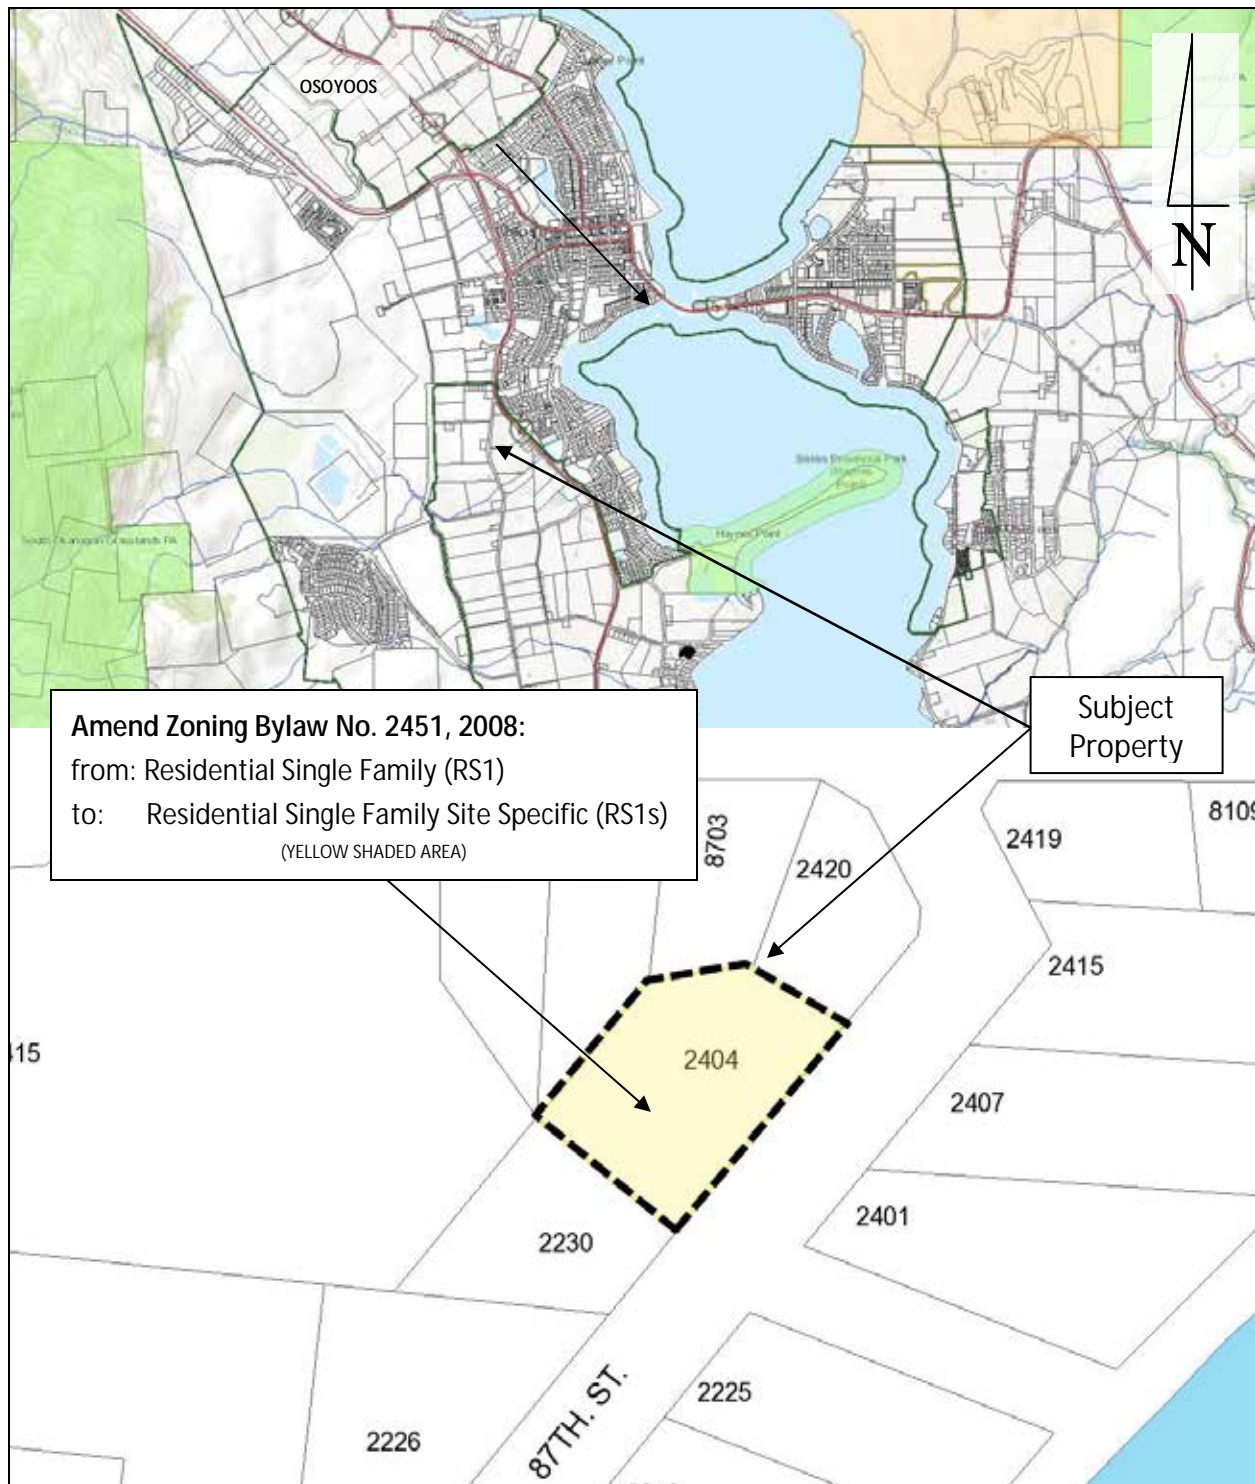 OSOYOOS
N
Haynes Point
Subject
Property
Amend Zoning Bylaw No. 2451, 2008:
from: Residential Single Family (RS1)
to: Residential Single Family Site Specific (RS1s)
(YELLOW SHADED AREA)
8703
2420
2419
8109
2415
415
2404
2407
2401
2230
2225
2226
87TH. ST.